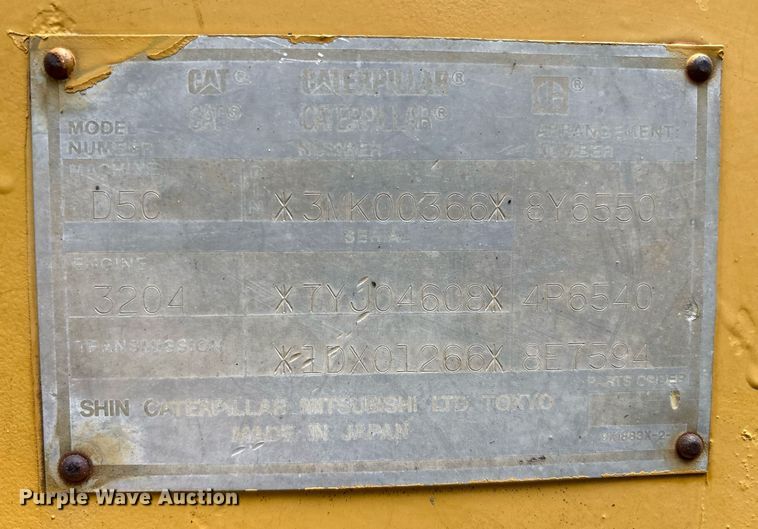 CAT® CATERPILLAR® ®
CAT® CATERPILLAR®
MODEL ARRANGEMENT
NUMBER NUMBER NUMBER
MACHINE
D5C *3MK00366* 8Y6550
SERIAL
ENGINE
3204 *7YJ04608* 4P6540
TRANSMISSION *1DX01266* 8E7594
PARTS ORDER
SHIN CATERPILLAR MITSUBISHI LTD TOKYO
MADE IN JAPAN
Purple Wave Auction